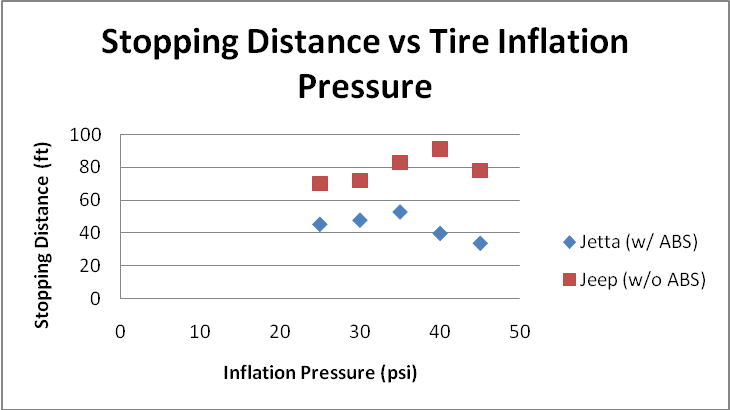 Stopping Distance vs Tire Inflation
Pressure
Stopping Distance (ft)
100
80
60
40
20
0
0 10 20 30 40 50
Inflation Pressure (psi)
Jetta (w/ ABS)
Jeep (w/o ABS)